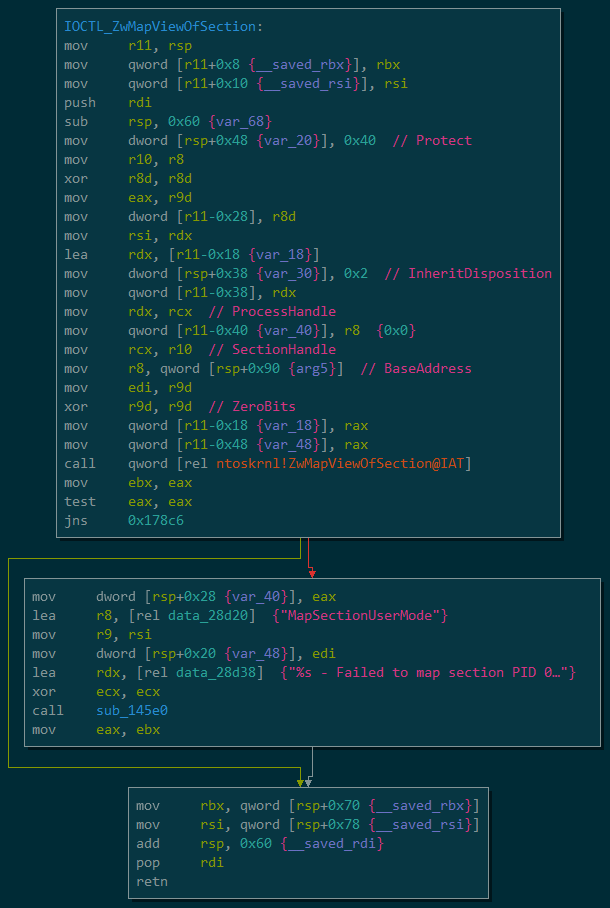 IOCTL_ZwMapViewOfSection:
mov r11, rsp
mov qword [r11+0x8 {__saved_rbx}], rbx
mov qword [r11+0x10 {__saved_rsi}], rsi
push rdi
sub rsp, 0x60 {var_68}
mov dword [rsp+0x48 {var_20}], 0x40 // Protect
mov r10, r8
xor r8d, r8d
mov eax, r9d
mov dword [r11-0x28], r8d
mov rsi, rdx
lea rdx, [r11-0x18 {var_18}]
mov dword [rsp+0x38 {var_30}], 0x2 // InheritDisposition
mov qword [r11-0x38], rdx
mov rdx, rcx // ProcessHandle
mov qword [r11-0x40 {var_40}], r8 {0x0}
mov rcx, r10 // SectionHandle
mov r8, qword [rsp+0x90 {arg5}] // BaseAddress
mov edi, r9d
xor r9d, r9d // ZeroBits
mov qword [r11-0x18 {var_18}], rax
mov qword [r11-0x48 {var_48}], rax
call qword [rel ntoskrnl!ZwMapViewOfSection@IAT]
mov ebx, eax
test eax, eax
jns 0x178c6
mov dword [rsp+0x28 {var_40}], eax
lea r8, [rel data_28d20] {"MapSectionUserMode"}
mov r9, rsi
mov dword [rsp+0x20 {var_48}], edi
lea rdx, [rel data_28d38] {"%s - Failed to map section PID 0…"}
xor ecx, ecx
call sub_145e0
mov eax, ebx
mov rbx, qword [rsp+0x70 {__saved_rbx}]
mov rsi, qword [rsp+0x78 {__saved_rsi}]
add rsp, 0x60 {__saved_rdi}
pop rdi
retn